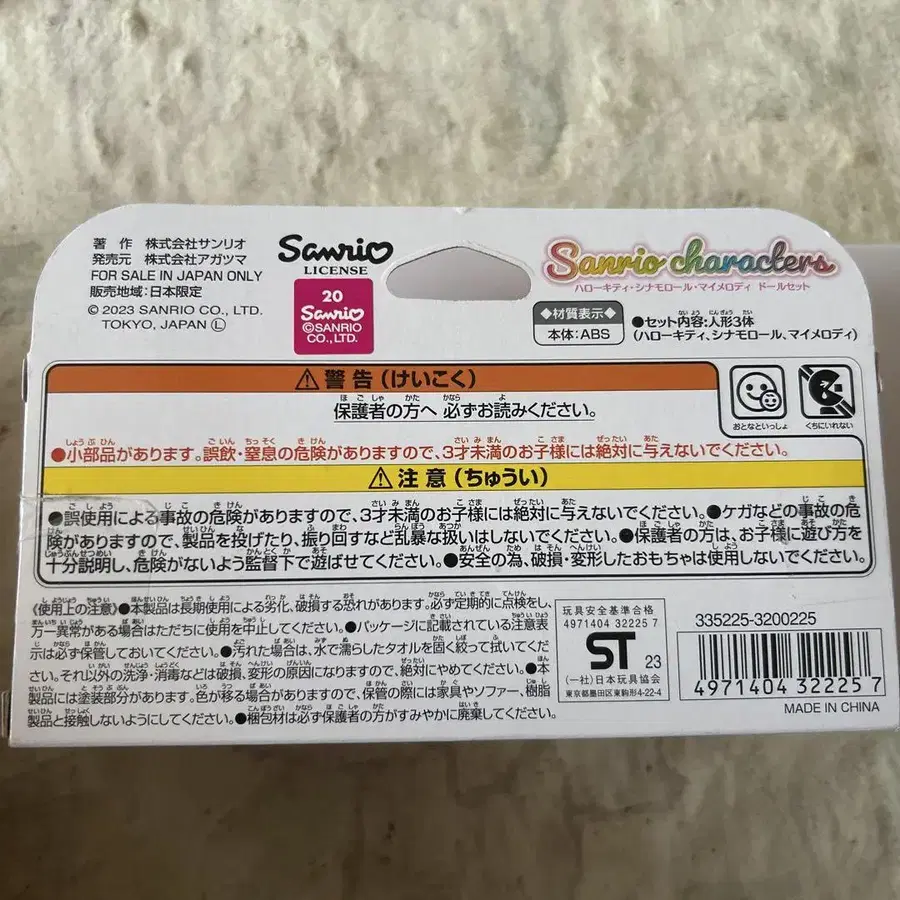 著 作 株式会社サンリオ
発売元 株式会社アガツマ
FOR SALE IN JAPAN ONLY
販売地域:日本限定
© 2023 SANRIO CO., LTD.
TOKYO, JAPAN Ⓛ
Sanrio
LICENSE
20
Sanrio
©SANRIO
CO., LTD.
Sanrio characters
ハローキティ・シナモロール・マイメロディ ドールセット
◆材質表示◆
本体:ABS
●セット内容:人形3体
(ハローキティ、シナモロール、マイメロディ)
⚠警告(けいこく)
保護者の方へ 必ずお読みください。
おとなといっしょ
くちにいれない
●小部品があります。誤飲・窒息の危険がありますので、3才未満のお子様には絶対に与えないでください。
⚠注意(ちゅうい)
●誤使用による事故の危険がありますので、3才未満のお子様には絶対に与えないでください。●ケガなどの事故の危
険がありますので、製品を投げたり、振り回すなど乱暴な扱いはしないでください。●保護者の方は、お子様に遊び方を
十分説明し、危険がないよう監督下で遊ばせてください。●安全の為、破損・変形したおもちゃは使用しないでください。
《使用上の注意》●本製品は長期使用による劣化、破損する恐れがあります。必ず定期的に点検をし、
万一異常がある場合はただちに使用を中止してください。●パッケージに記載されている注意表
示は必ず保管しておいてください。●汚れた場合は、水で濡らしたタオルを固く絞って拭いてくだ
さい。それ以外の洗浄・消毒などは破損、変形の原因になりますので、絶対にやめてください。●本
製品には塗装部分があります。色が移る場合がありますので、保管の際には家具やソファー、樹脂
製品と接触しないようにしてください。●梱包材は必ず保護者の方がすみやかに廃棄してください。
玩具安全基準合格
4971404 32225 7
ST 23
(一社)日本玩具協会
東京都墨田区東駒形4-22-4
335225-3200225
4971404 322257
MADE IN CHINA